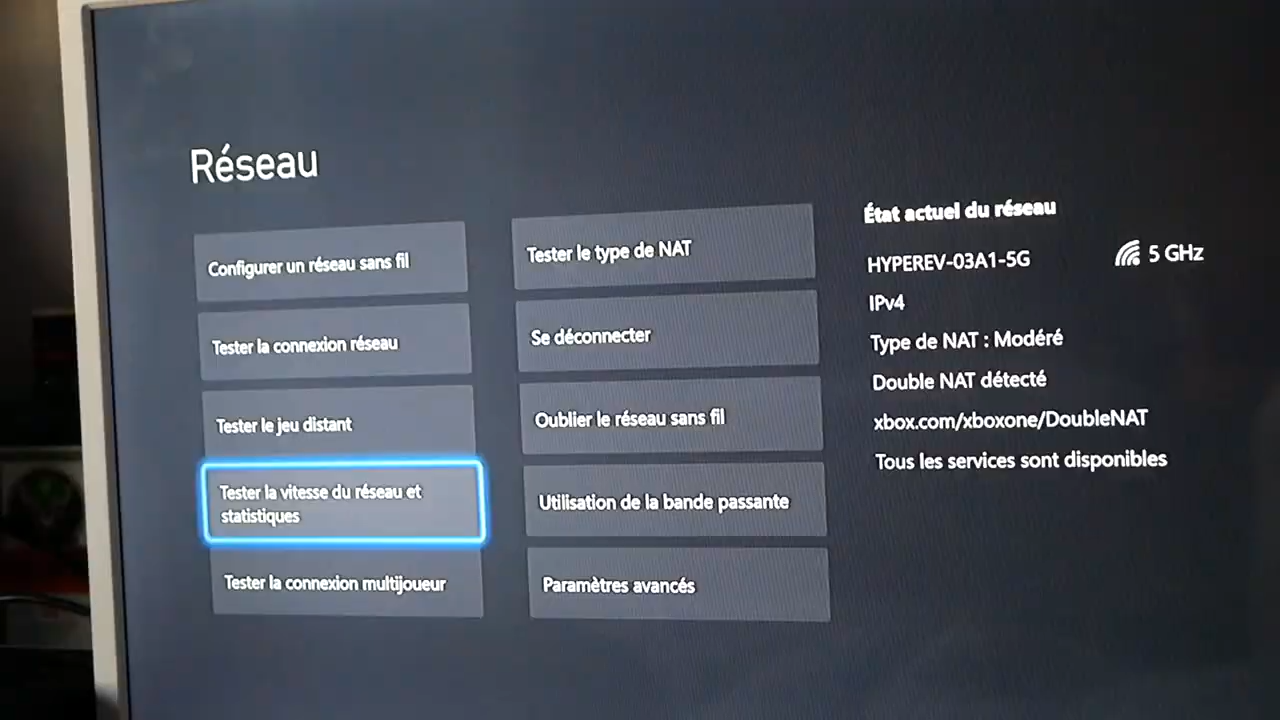 Réseau
Configurer un réseau sans fil
Tester la connexion réseau
Tester le jeu distant
Tester la vitesse du réseau et
statistiques
Tester la connexion multijoueur
Tester le type de NAT
Se déconnecter
Oublier le réseau sans fil
Utilisation de la bande passante
Paramètres avancés
État actuel du réseau
HYPEREV-03A1-5G 5 GHz
IPv4
Type de NAT : Modéré
Double NAT détecté
xbox.com/xboxone/DoubleNAT
Tous les services sont disponibles